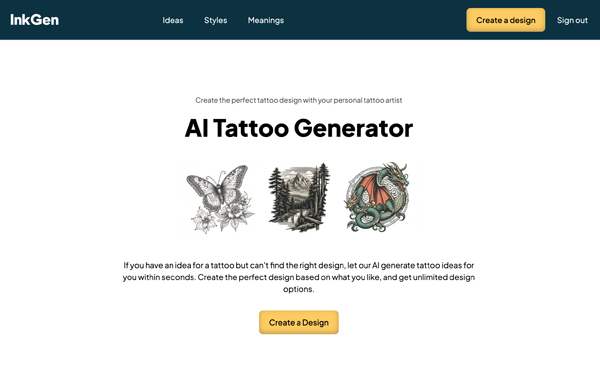 InkGen
Ideas
Styles
Meanings
Create a design
Sign out
Create the perfect tattoo design with your personal tattoo artist
AI Tattoo Generator
If you have an idea for a tattoo but can't find the right design, let our AI generate tattoo ideas for
you within seconds. Create the perfect design based on what you like, and get unlimited design
options.
Create a Design